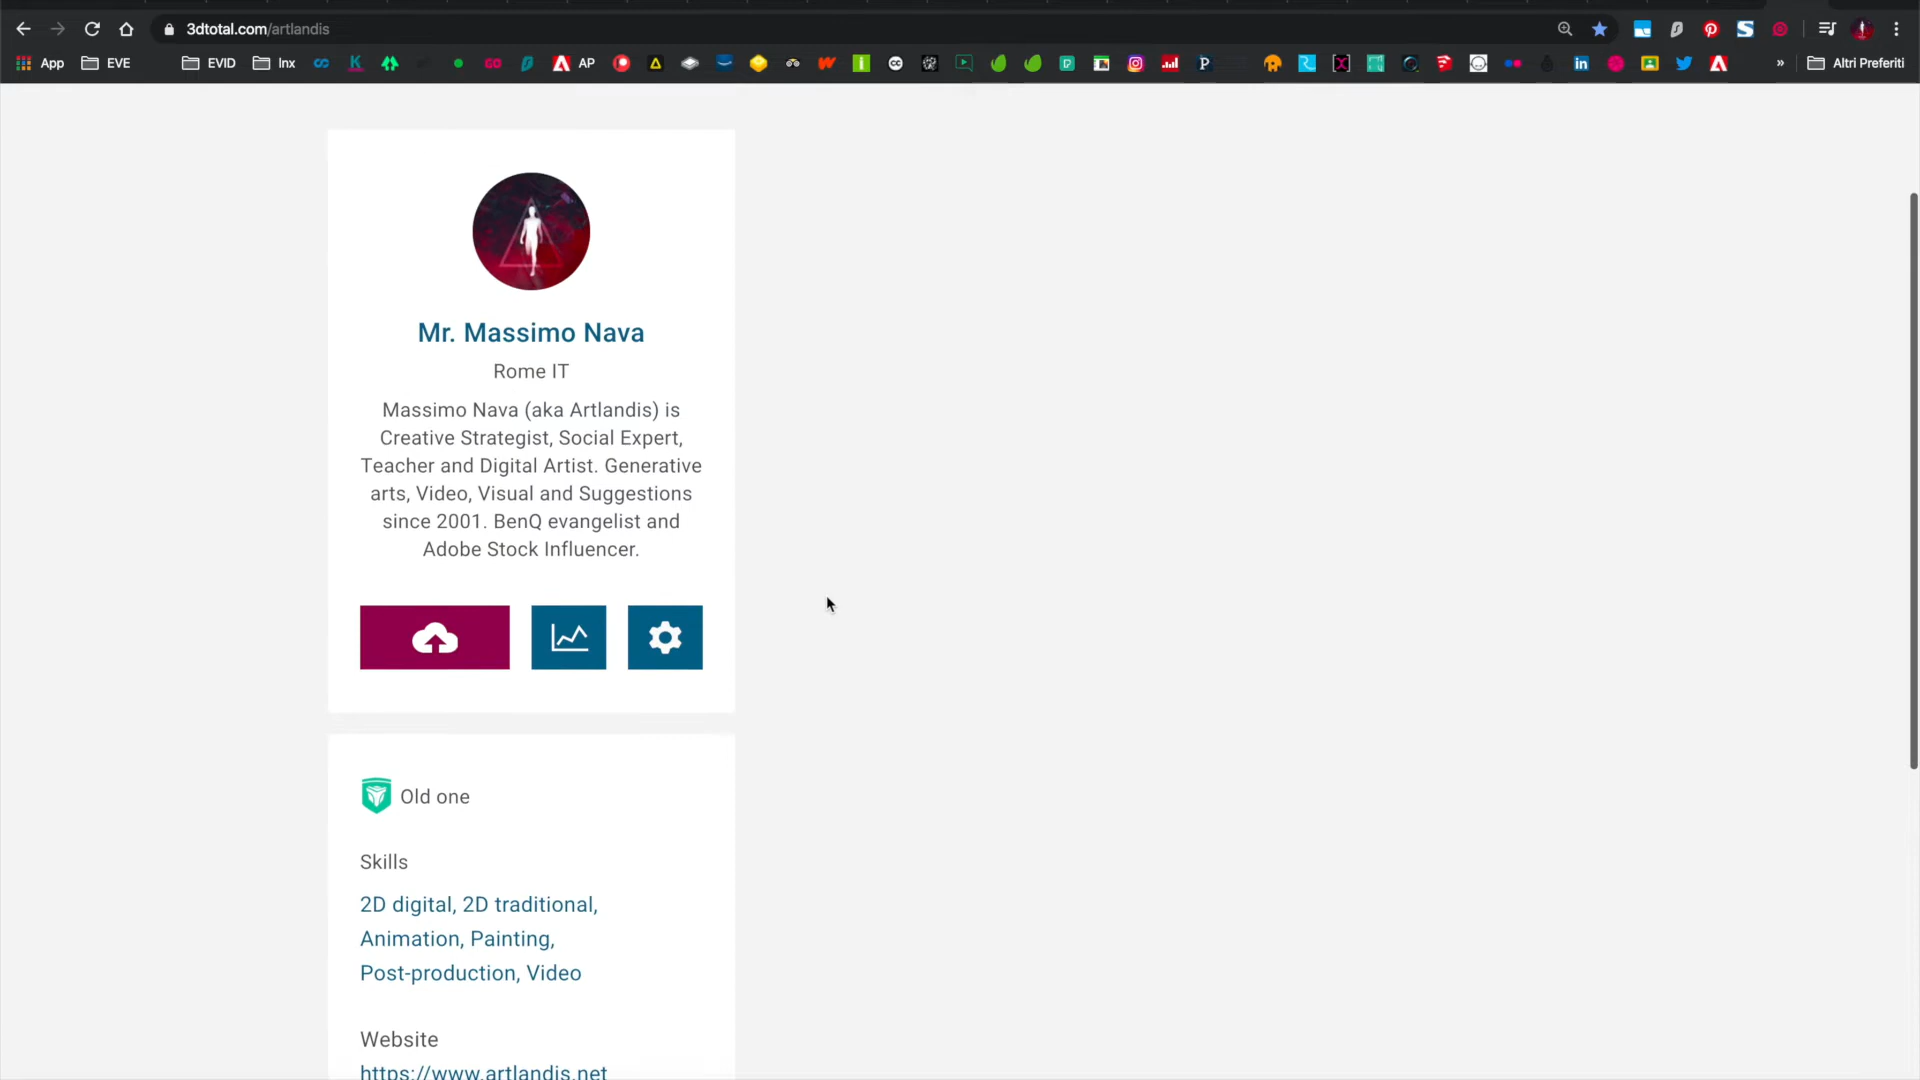 3dtotal.com/artlandis
App EVE EVID Inx AP Altri Preferiti
Mr. Massimo Nava
Rome IT
Massimo Nava (aka Artlandis) is
Creative Strategist, Social Expert,
Teacher and Digital Artist. Generative
arts, Video, Visual and Suggestions
since 2001. BenQ evangelist and
Adobe Stock Influencer.
Old one
Skills
2D digital, 2D traditional,
Animation, Painting,
Post-production, Video
Website
https://www.artlandis.net